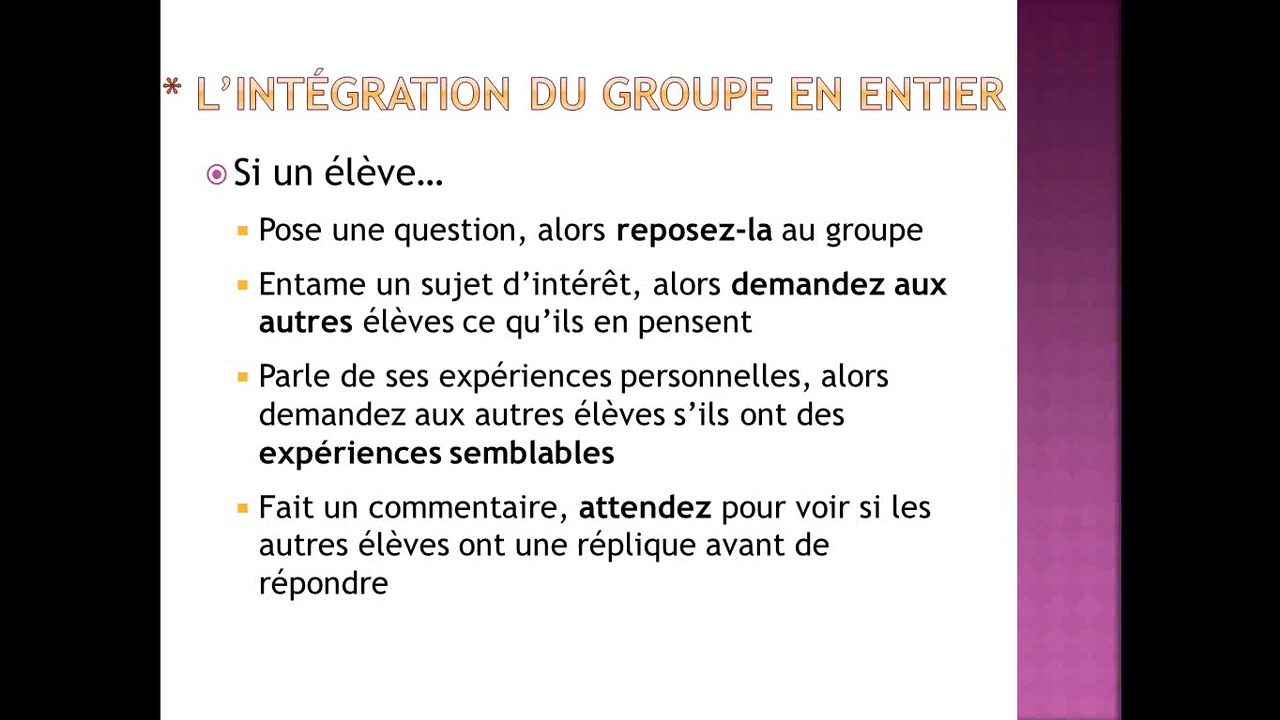 * L’INTÉGRATION DU GROUPE EN ENTIER
Si un élève…
Pose une question, alors reposez-la au groupe
Entame un sujet d’intérêt, alors demandez aux
autres élèves ce qu’ils en pensent
Parle de ses expériences personnelles, alors
demandez aux autres élèves s’ils ont des
expériences semblables
Fait un commentaire, attendez pour voir si les
autres élèves ont une réplique avant de
répondre